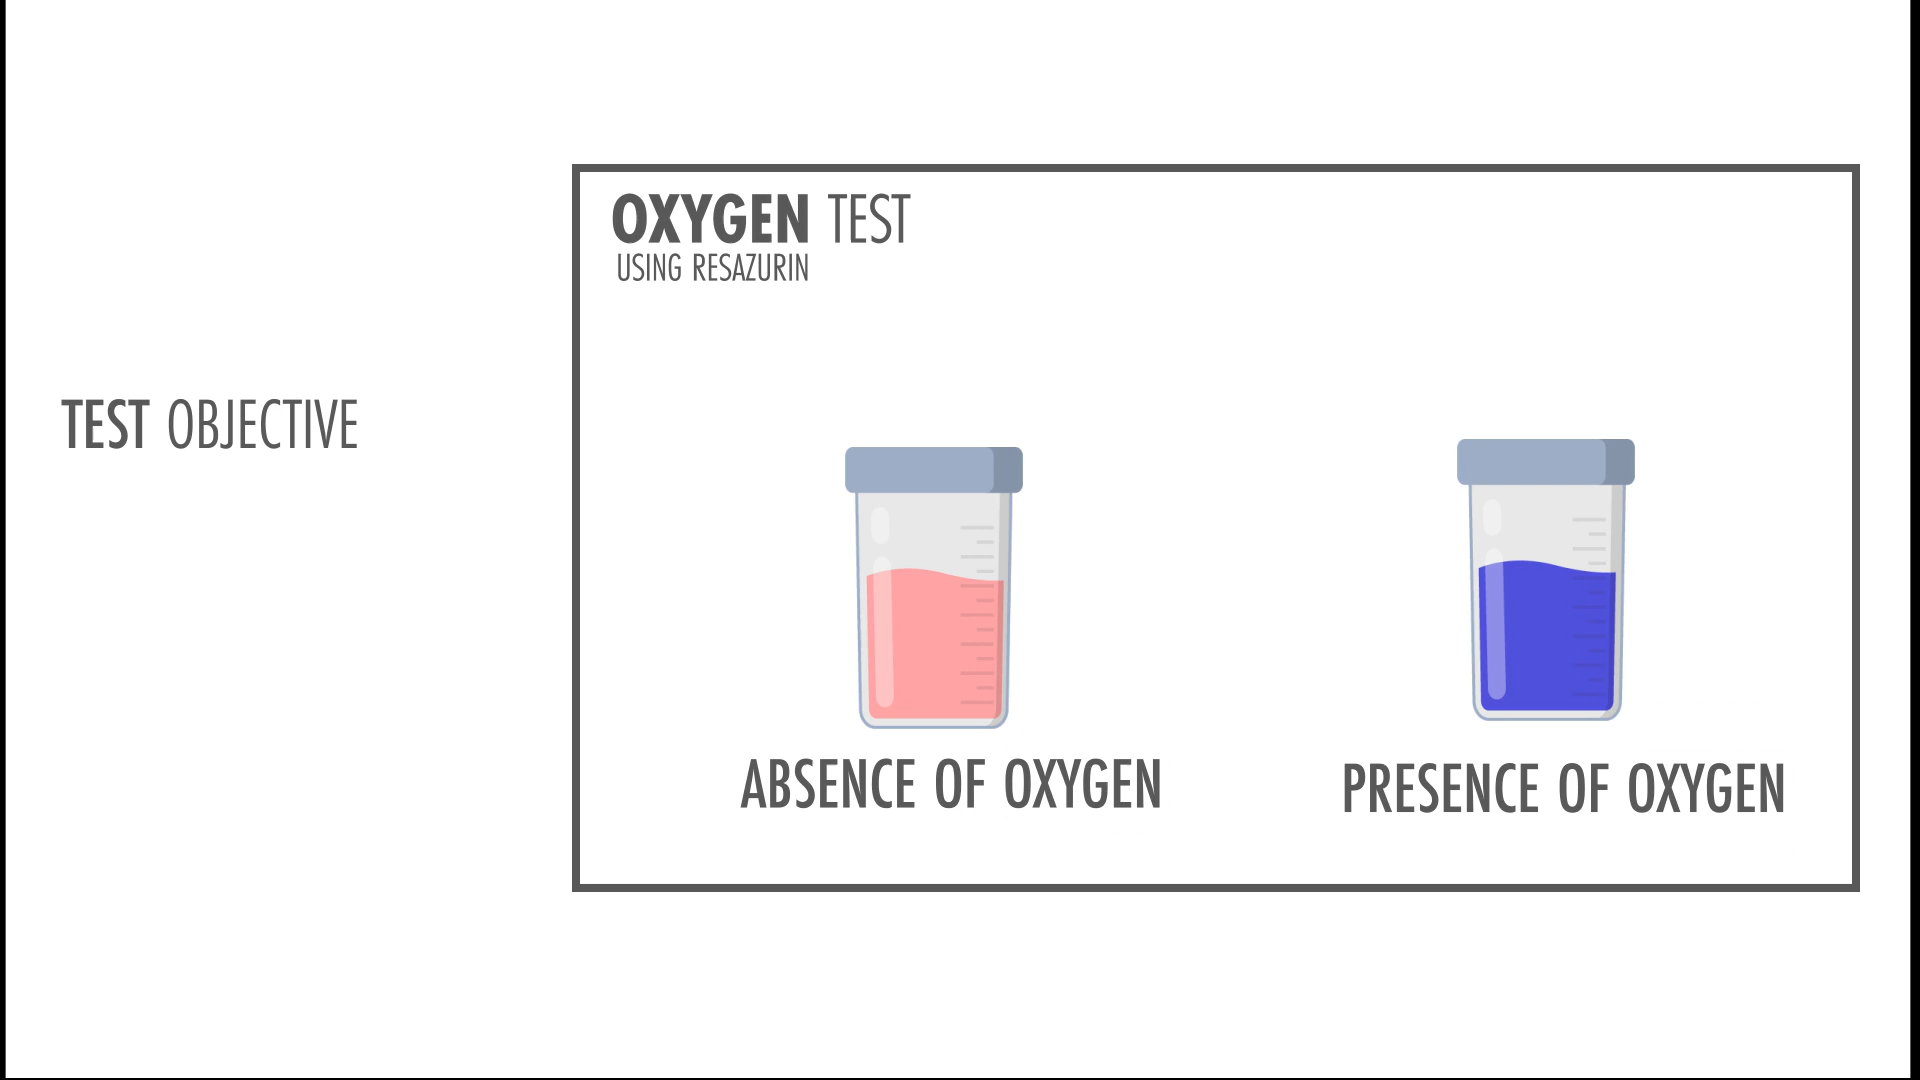 TEST OBJECTIVE
OXYGEN TEST
USING RESAZURIN
ABSENCE OF OXYGEN
PRESENCE OF OXYGEN